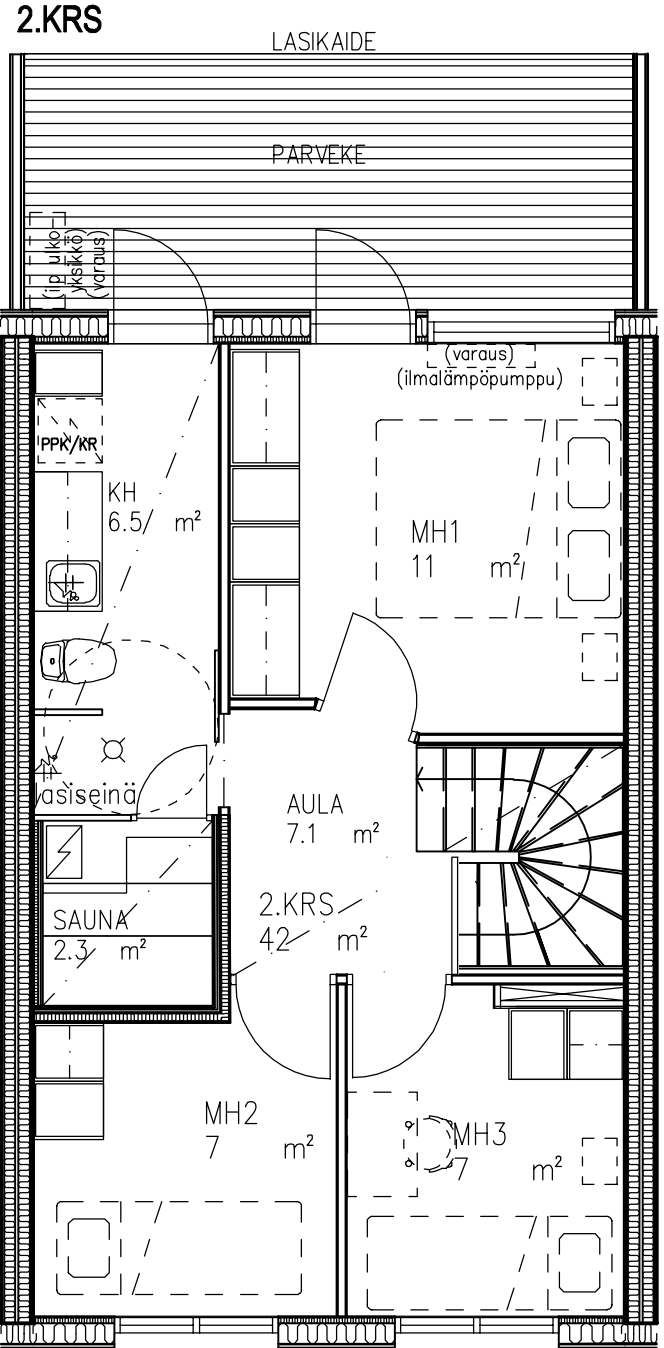 2.KRS
LASIKAIDE
PARVEKE
(ilp ulko-
yksikkö)
(varaus)
(varaus)
(ilmalämpöpumppu)
PPK/KR
KH
6.5 m²
MH1
11 m²
lasiseinä
AULA
7.1 m²
2.KRS
42 m²
SAUNA
2.3 m²
MH2
7 m²
MH3
7 m²